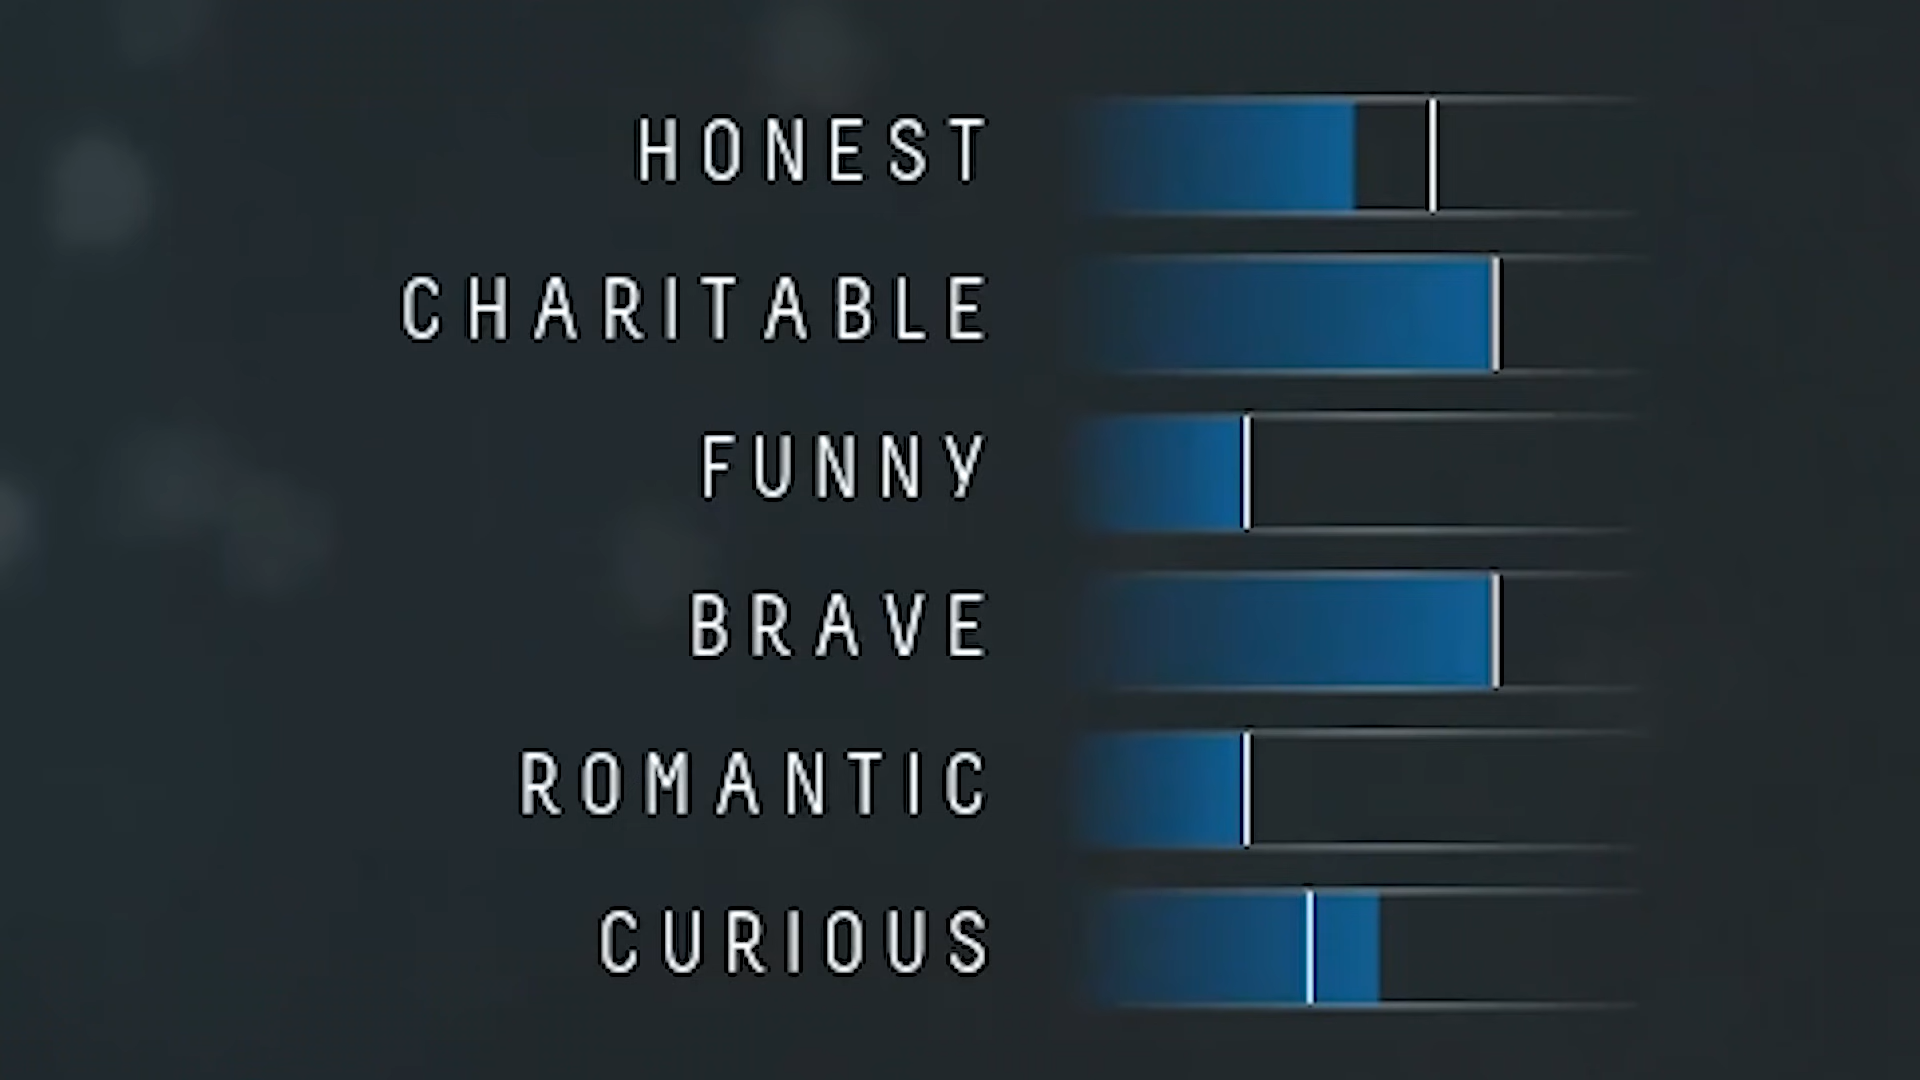 HONEST
CHARITABLE
FUNNY
BRAVE
ROMANTIC
CURIOUS